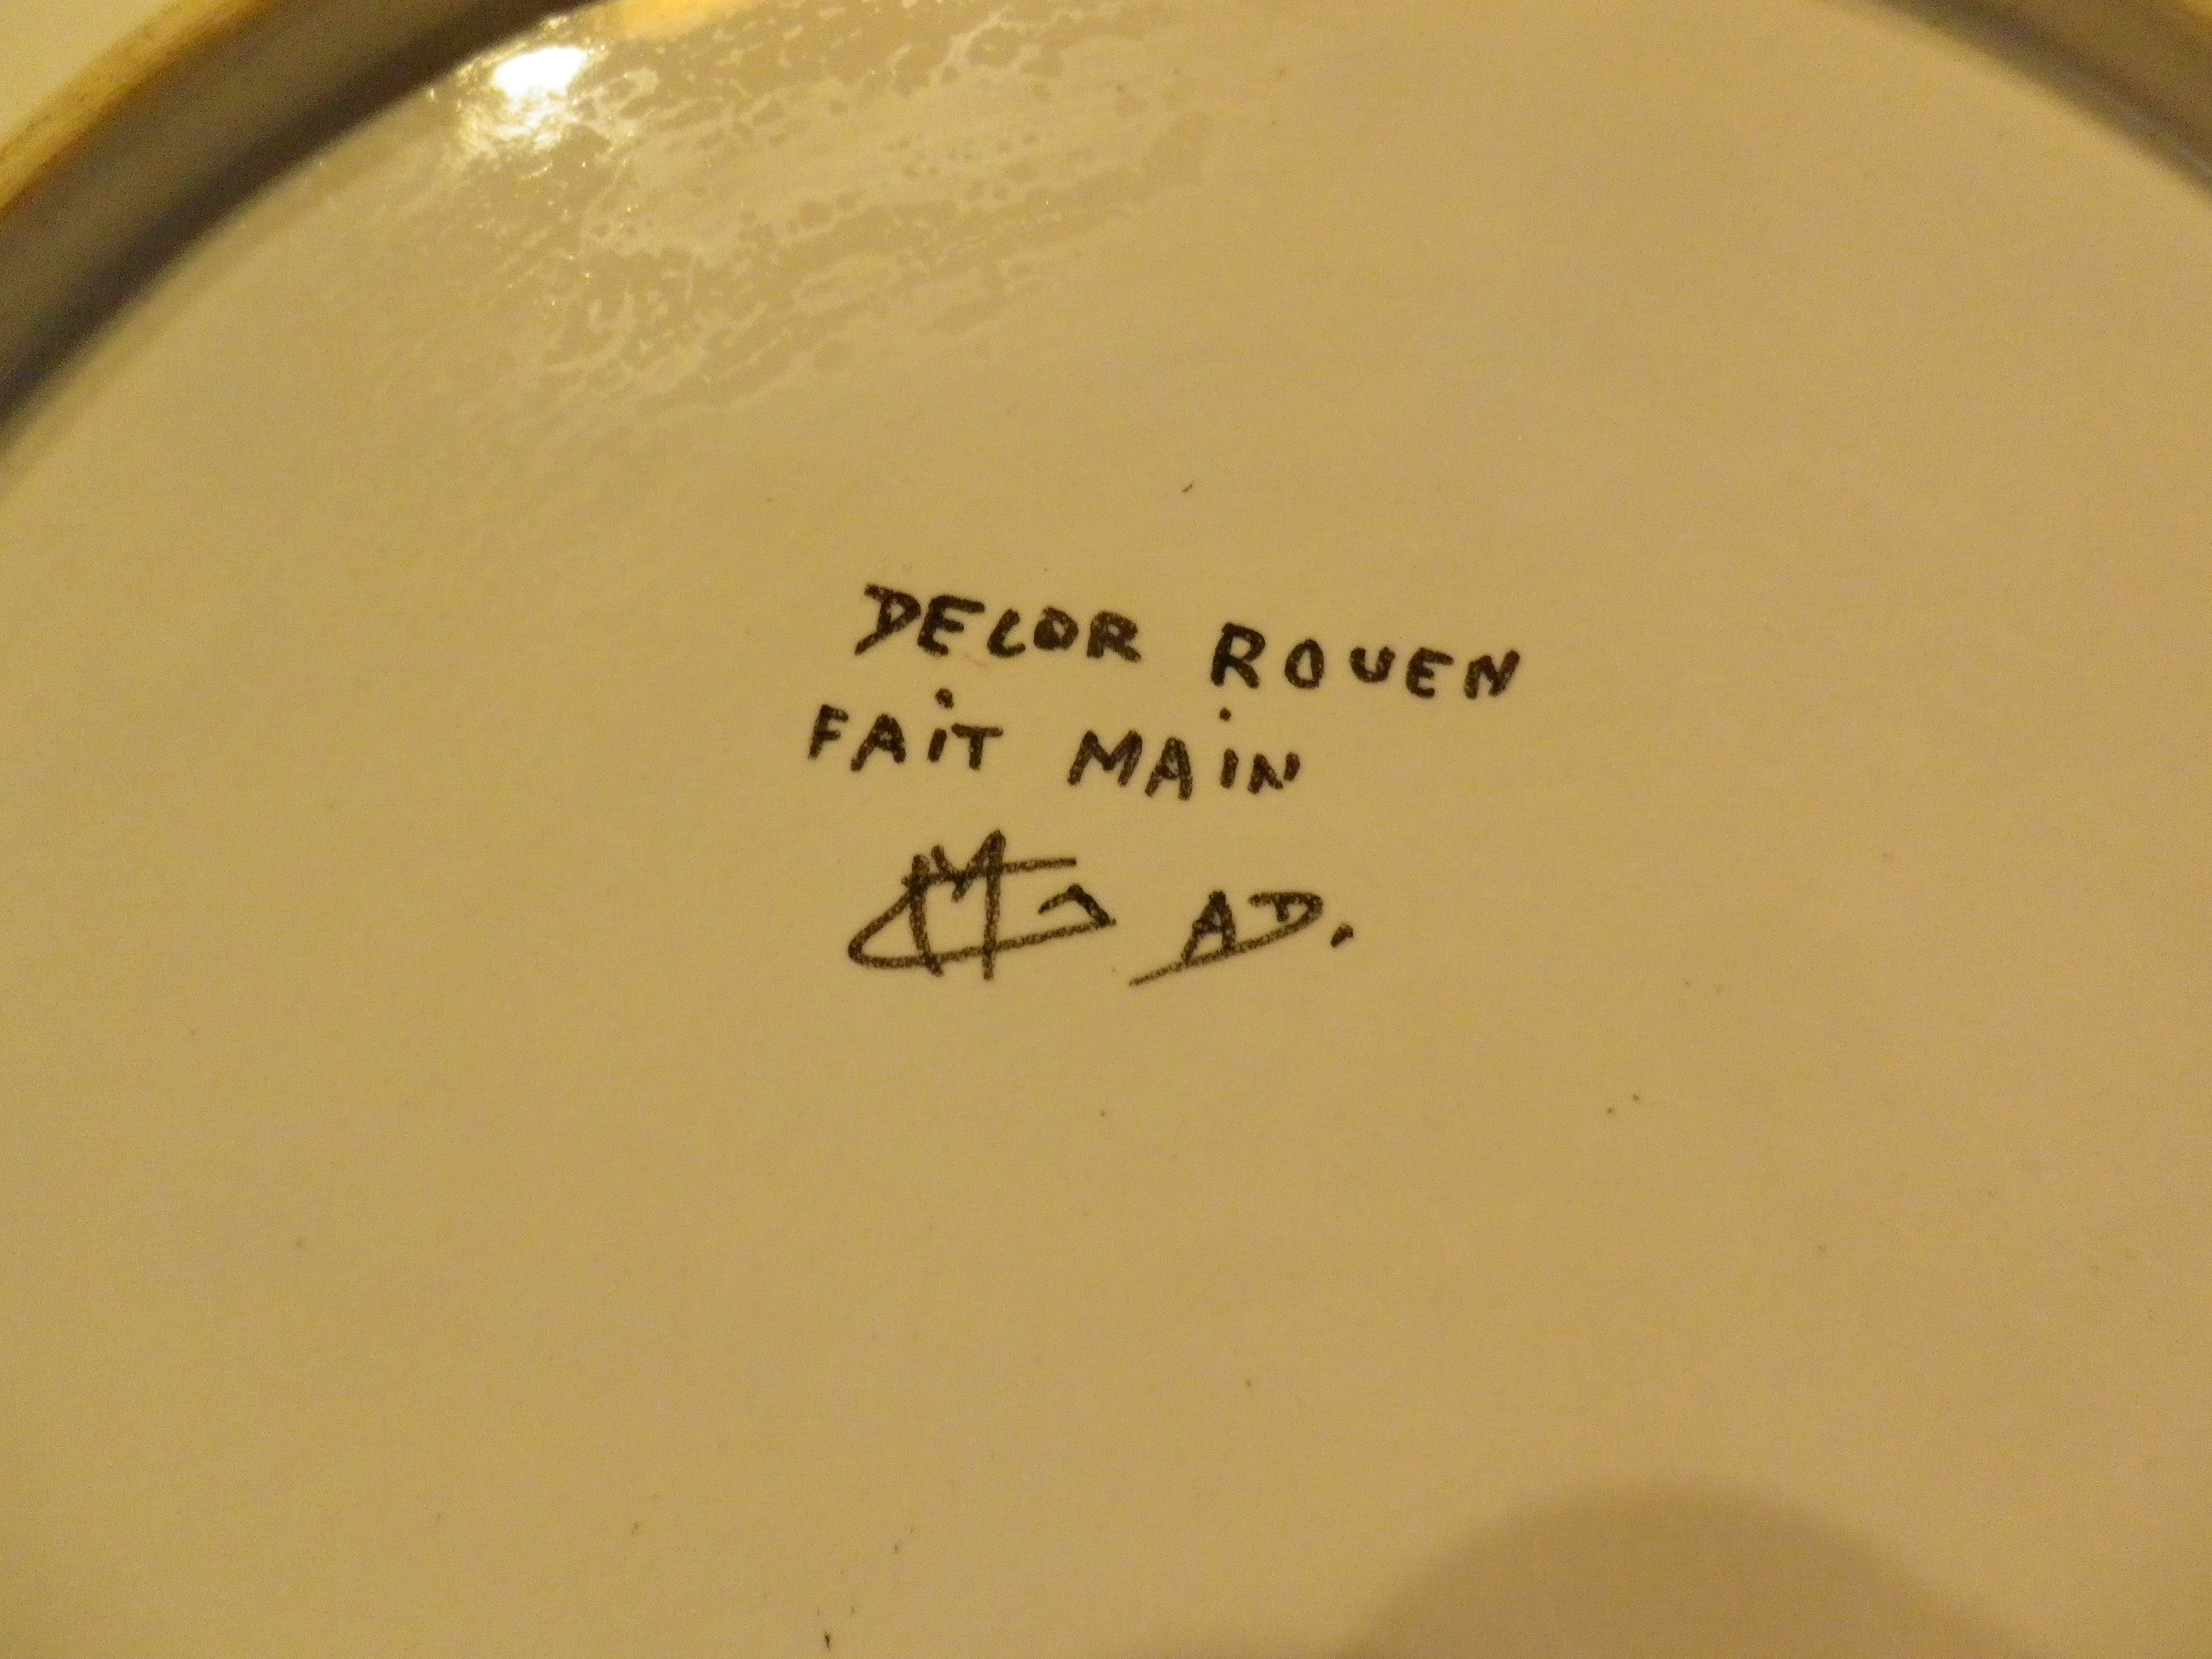 DECOR ROUEN
FAiT MAiN
AD.